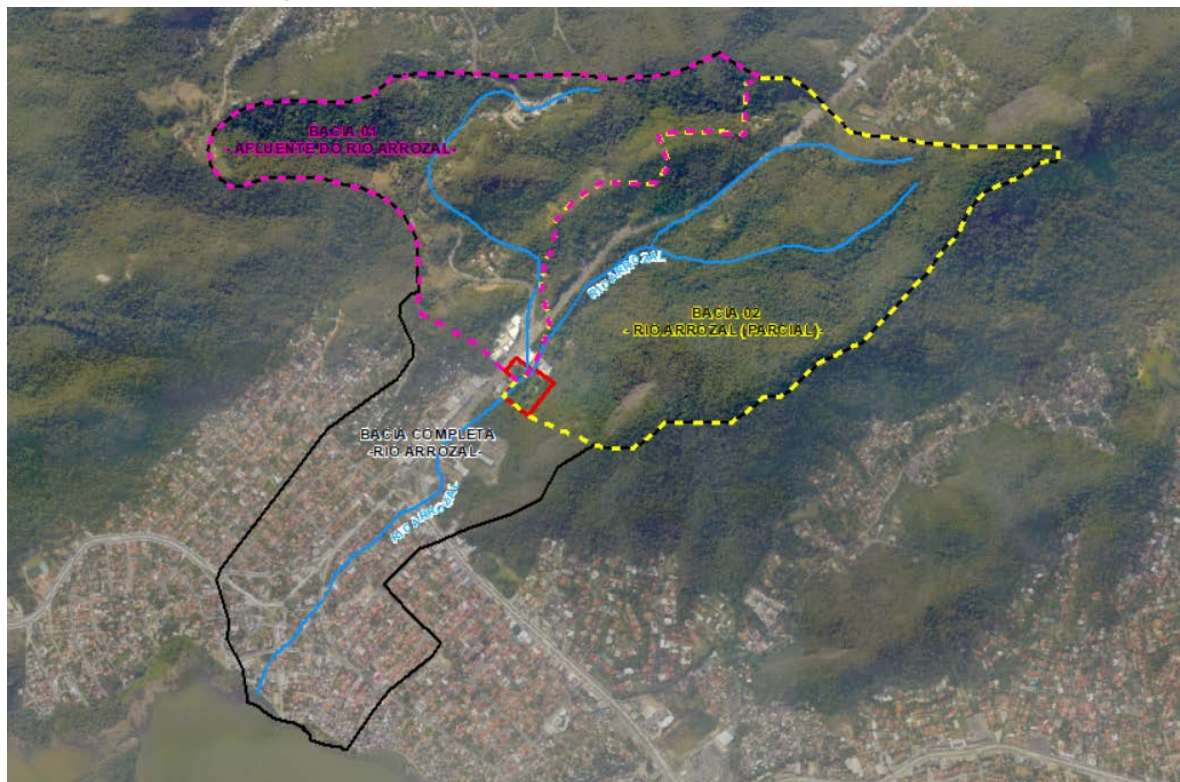 BACIA 01
- AFLUENTE DO RIO ARROZAL-
RIO ARROZAL
BACIA 02
- RIO ARROZAL (PARCIAL)-
BACIA COMPLETA
-RIO ARROZAL-
RIO ARROZAL